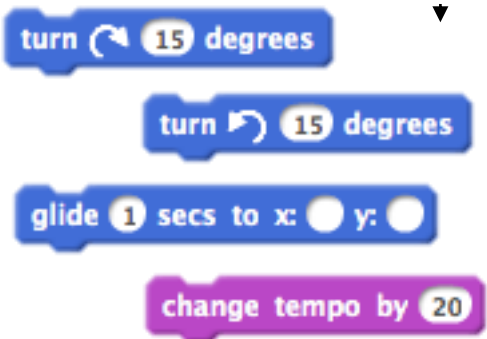 turn 15 degrees
turn 15 degrees
glide 1 secs to x: y:
change tempo by 20